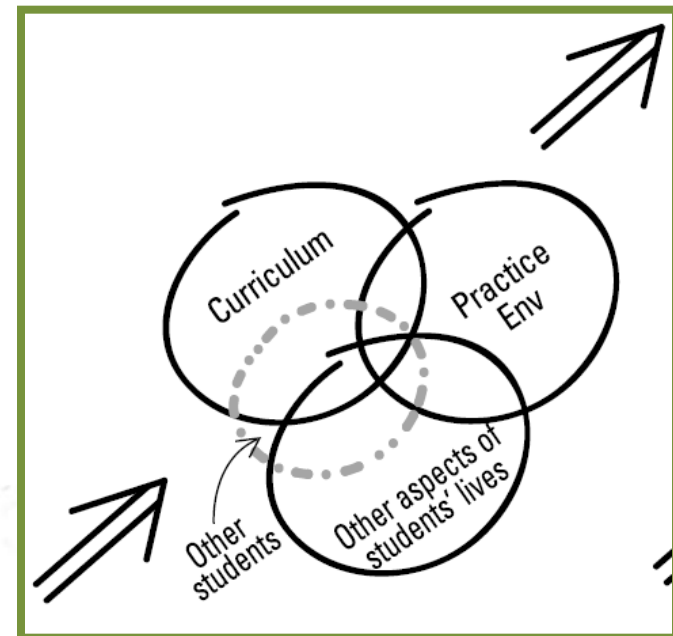 Curriculum
Practice
Env
Other aspects of
students' lives
Other
students